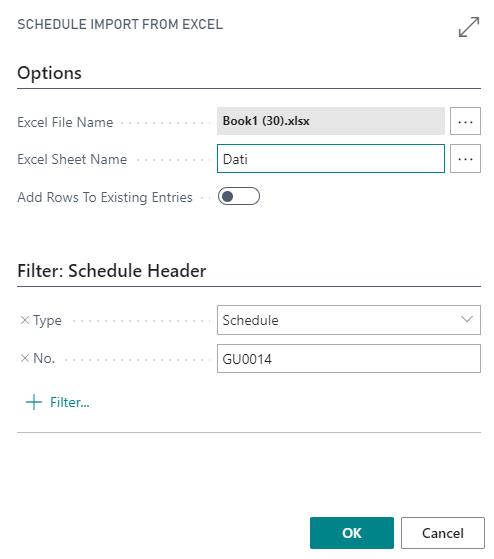 SCHEDULE IMPORT FROM EXCEL
Options
Excel File Name Book1 (30).xlsx ...
Excel Sheet Name Dati ...
Add Rows To Existing Entries
Filter: Schedule Header
× Type Schedule
× No. GU0014
+ Filter...
OK Cancel